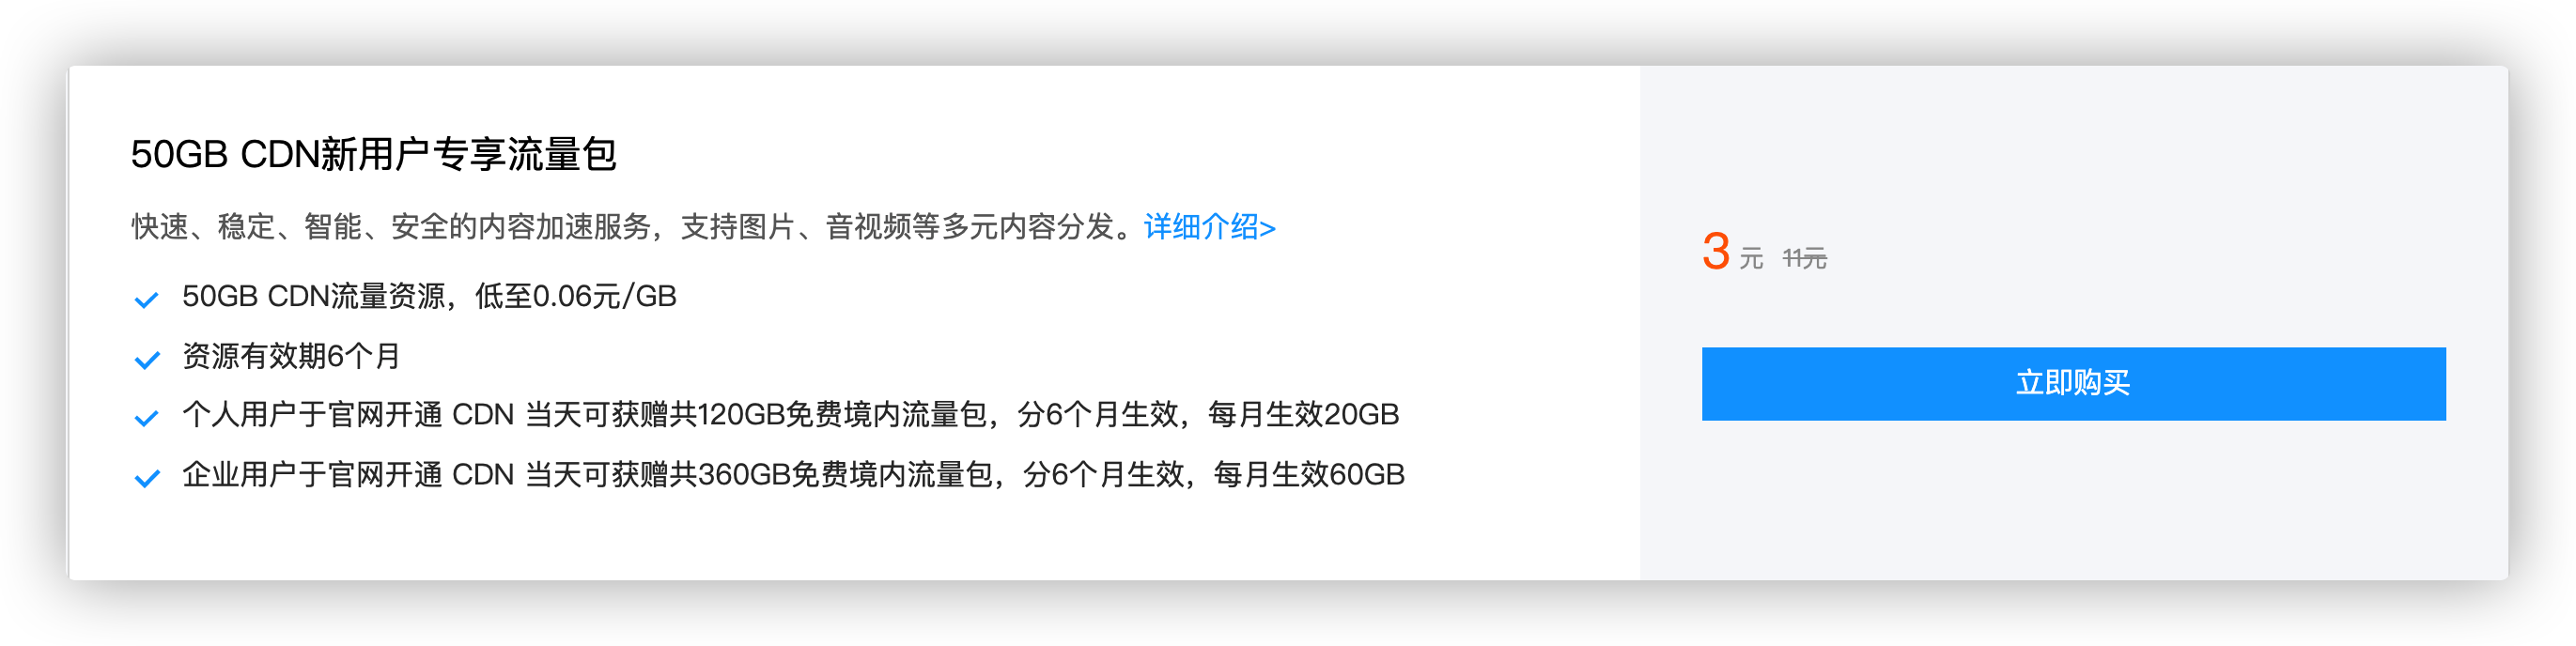 50GB CDN新用户专享流量包
快速、稳定、智能、安全的内容加速服务，支持图片、音视频等多元内容分发。详细介绍>
50GB CDN流量资源，低至0.06元/GB
资源有效期6个月
个人用户于官网开通 CDN 当天可获赠共120GB免费境内流量包，分6个月生效，每月生效20GB
企业用户于官网开通 CDN 当天可获赠共360GB免费境内流量包，分6个月生效，每月生效60GB
3 元 11元
立即购买